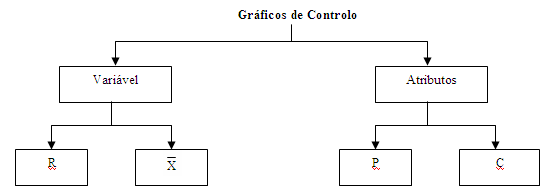 Gráficos de Controlo
Variável
Atributos
R
X̅
P
C